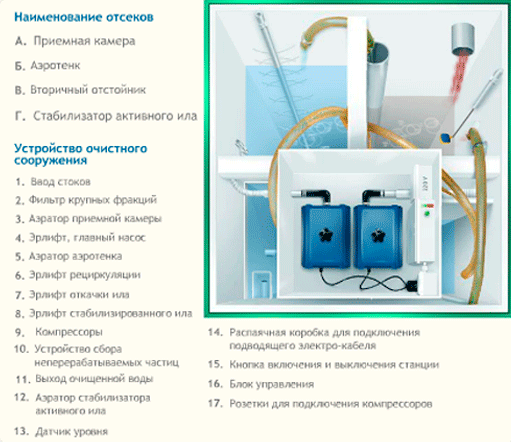 Наименование отсеков
А. Приемная камера
Б. Аэротенк
В. Вторичный отстойник
Г. Стабилизатор активного ила
Устройство очистного
сооружения
1. Ввод стоков
2. Фильтр крупных фракций
3. Аэратор приемной камеры
4. Эрлифт, главный насос
5. Аэратор аэротенка
6. Эрлифт рециркуляции
7. Эрлифт откачки ила
8. Эрлифт стабилизированного ила
9. Компрессоры
10. Устройство сбора
неперерабатываемых частиц
11. Выход очищенной воды
12. Аэратор стабилизатора
активного ила
13. Датчик уровня
14. Распаячная коробка для подключения
подводящего электро-кабеля
15. Кнопка включения и выключения станции
16. Блок управления
17. Розетки для подключения компрессоров
220 V